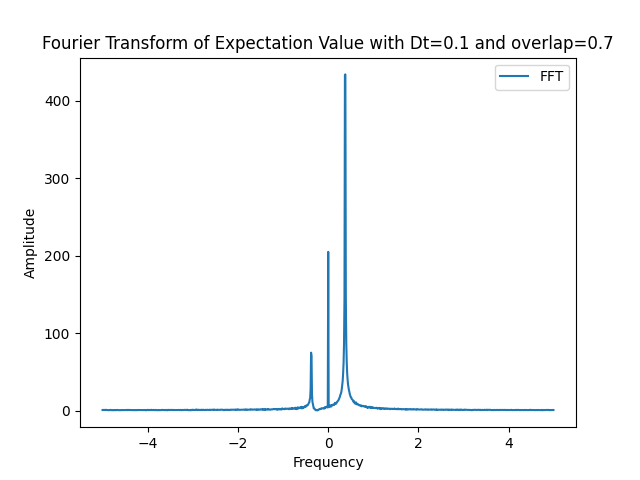 Fourier Transform of Expectation Value with Dt=0.1 and overlap=0.7
FFT
400
300
200
100
0
Amplitude
−4
−2
0
2
4
Frequency